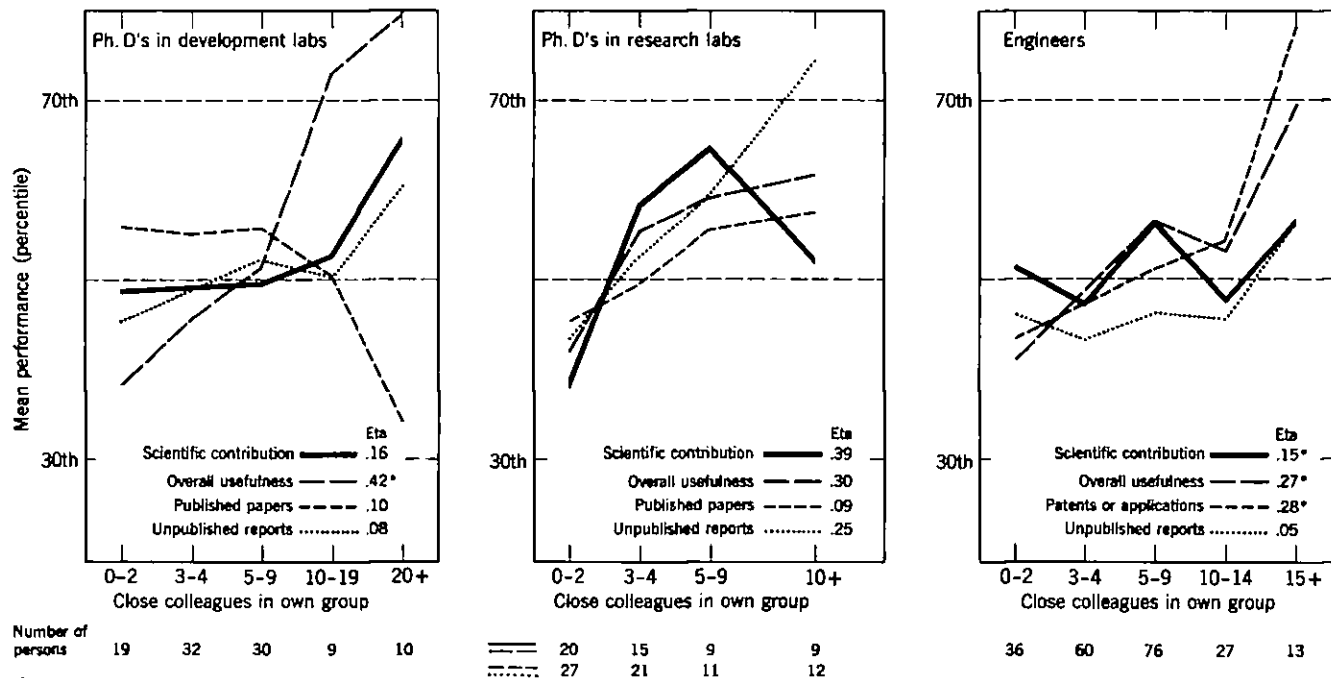 Ph. D's in development labs
70th
30th
Mean performance (percentile)
Eta
Scientific contribution .16
Overall usefulness .42*
Published papers .10
Unpublished reports .08
0-2 3-4 5-9 10-19 20+
Close colleagues in own group
Number of
persons 19 32 30 9 10
Ph. D's in research labs
70th
30th
Eta
Scientific contribution .39
Overall usefulness .30
Published papers .09
Unpublished reports .25
0-2 3-4 5-9 10+
Close colleagues in own group
20 15 9 9
27 21 11 12
Engineers
70th
30th
Eta
Scientific contribution .15*
Overall usefulness .27*
Patents or applications .28*
Unpublished reports .05
0-2 3-4 5-9 10-14 15+
Close colleagues in own group
36 60 76 27 13